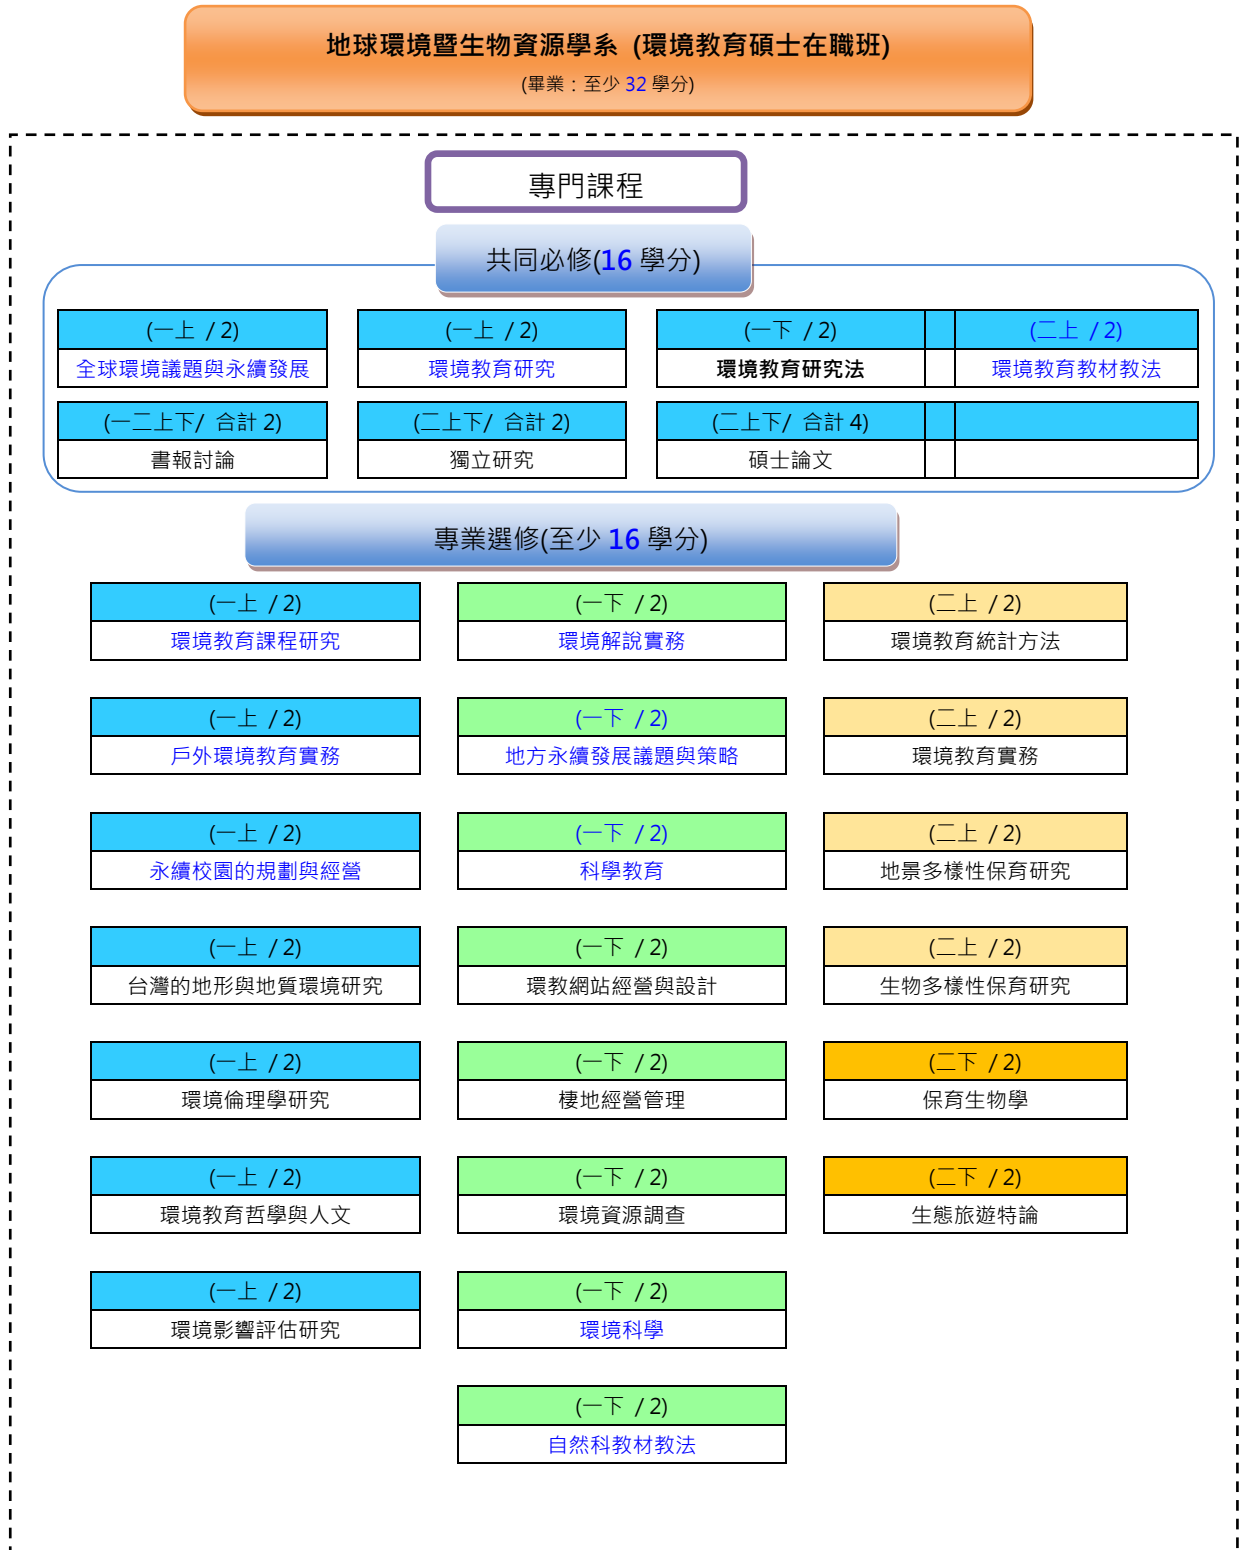 地球環境暨生物資源學系 (環境教育碩士在職班)
(畢業：至少 32 學分)
專門課程
共同必修(16 學分)
(一上 / 2)
全球環境議題與永續發展
(一上 / 2)
環境教育研究
(一下 / 2)
環境教育研究法
(二上 / 2)
環境教育教材教法
(一二上下/ 合計 2)
書報討論
(二上下/ 合計 2)
獨立研究
(二上下/ 合計 4)
碩士論文
專業選修(至少 16 學分)
(一上 / 2)
環境教育課程研究
(一下 / 2)
環境解說實務
(二上 / 2)
環境教育統計方法
(一上 / 2)
戶外環境教育實務
(一下 / 2)
地方永續發展議題與策略
(二上 / 2)
環境教育實務
(一上 / 2)
永續校園的規劃與經營
(一下 / 2)
科學教育
(二上 / 2)
地景多樣性保育研究
(一上 / 2)
台灣的地形與地質環境研究
(一下 / 2)
環教網站經營與設計
(二上 / 2)
生物多樣性保育研究
(一上 / 2)
環境倫理學研究
(一下 / 2)
棲地經營管理
(二下 / 2)
保育生物學
(一上 / 2)
環境教育哲學與人文
(一下 / 2)
環境資源調查
(二下 / 2)
生態旅遊特論
(一上 / 2)
環境影響評估研究
(一下 / 2)
環境科學
(一下 / 2)
自然科教材教法